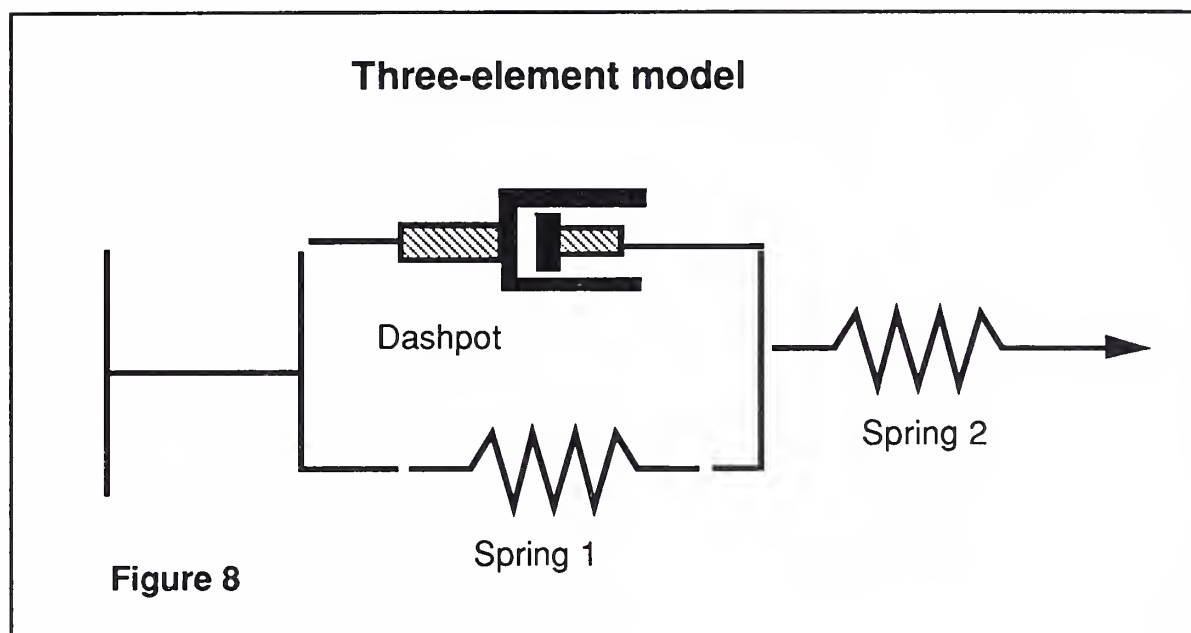 Three-element model
Dashpot
Spring 2
Spring 1
Figure 8